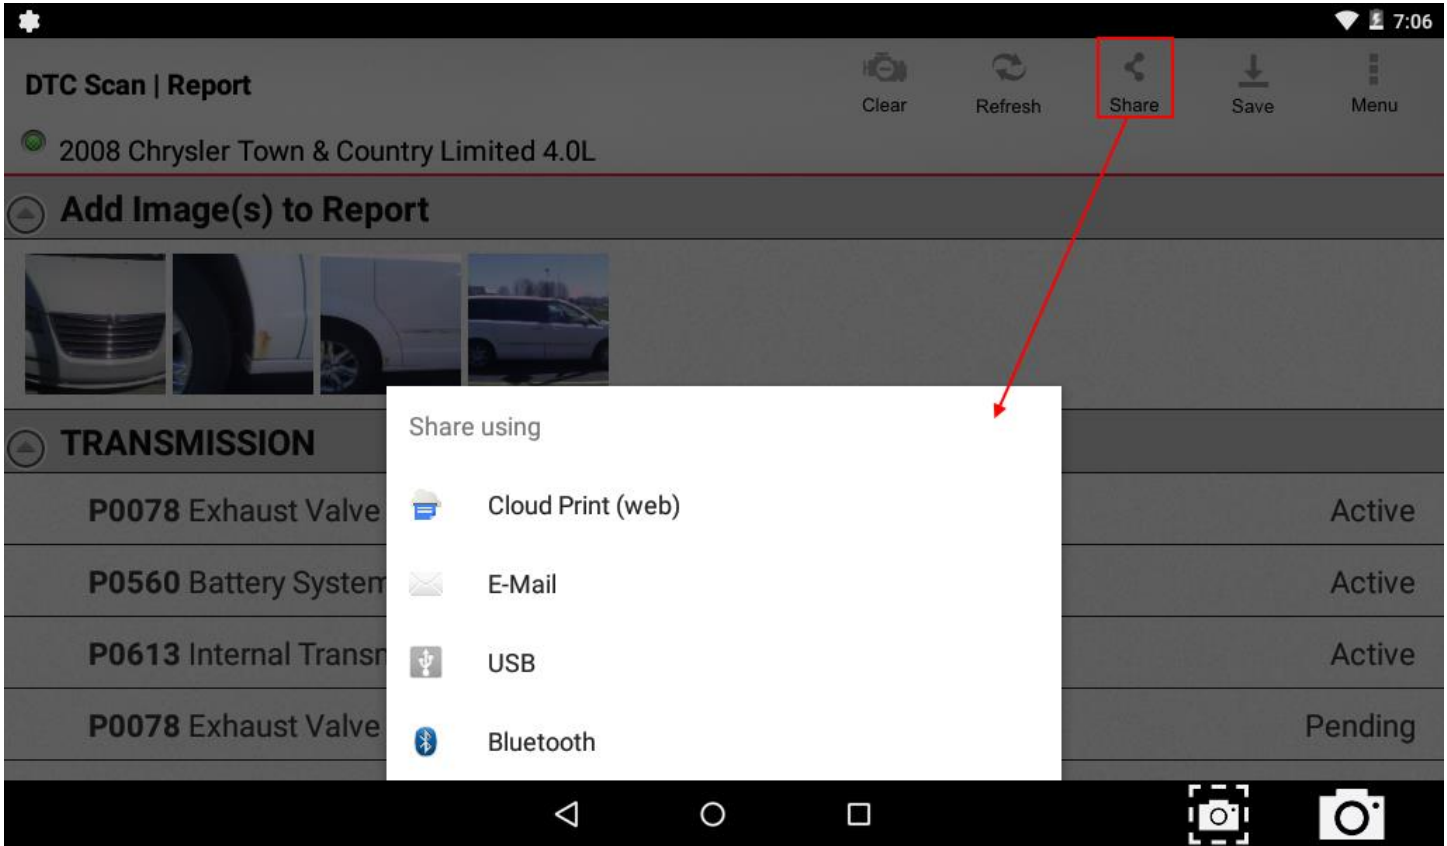 7:06
DTC Scan | Report
Clear
Refresh
Share
Save
Menu
2008 Chrysler Town & Country Limited 4.0L
Add Image(s) to Report
Share using
TRANSMISSION
Cloud Print (web)
P0078 Exhaust Valve
Active
E-Mail
P0560 Battery System
Active
P0613 Internal Transm
Active
USB
P0078 Exhaust Valve
Pending
Bluetooth